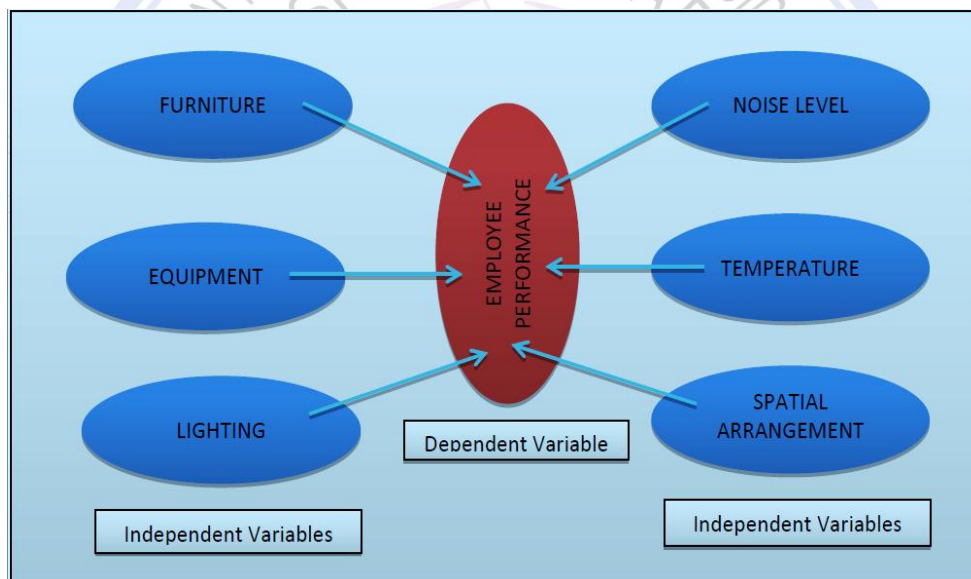 FURNITURE
NOISE LEVEL
EMPLOYEE
PERFORMANCE
EQUIPMENT
TEMPERATURE
LIGHTING
SPATIAL
ARRANGEMENT
Dependent Variable
Independent Variables
Independent Variables